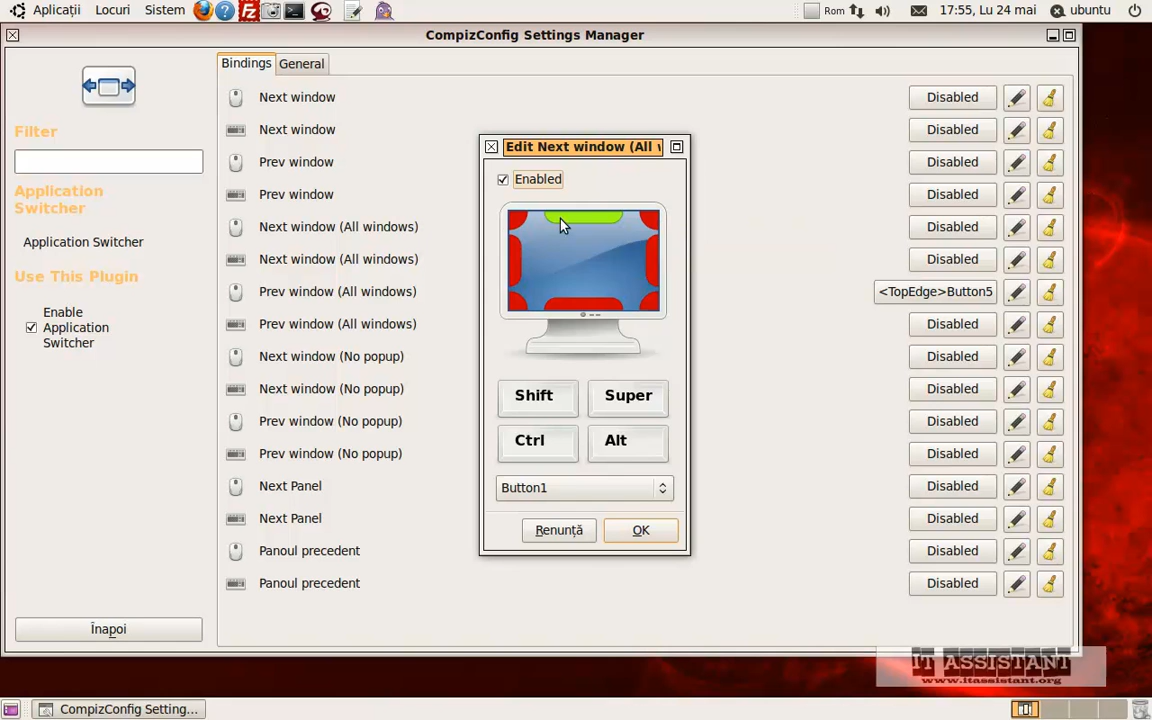 Aplicații Locuri Sistem
Rom 17:55, Lu 24 mai ubuntu
CompizConfig Settings Manager
Filter
Application
Switcher
Application Switcher
Use This Plugin
Enable
Application
Switcher
Înapoi
Bindings General
Next window Disabled
Next window Disabled
Prev window Disabled
Prev window Disabled
Next window (All windows) Disabled
Next window (All windows) Disabled
Prev window (All windows) <TopEdge>Button5
Prev window (All windows) Disabled
Next window (No popup) Disabled
Next window (No popup) Disabled
Prev window (No popup) Disabled
Prev window (No popup) Disabled
Next Panel Disabled
Next Panel Disabled
Panoul precedent Disabled
Panoul precedent Disabled
Edit Next window (All
Enabled
Shift Super
Ctrl Alt
Button1
Renunță OK
IT ASSISTANT
www.itassistant.org
CompizConfig Setting...